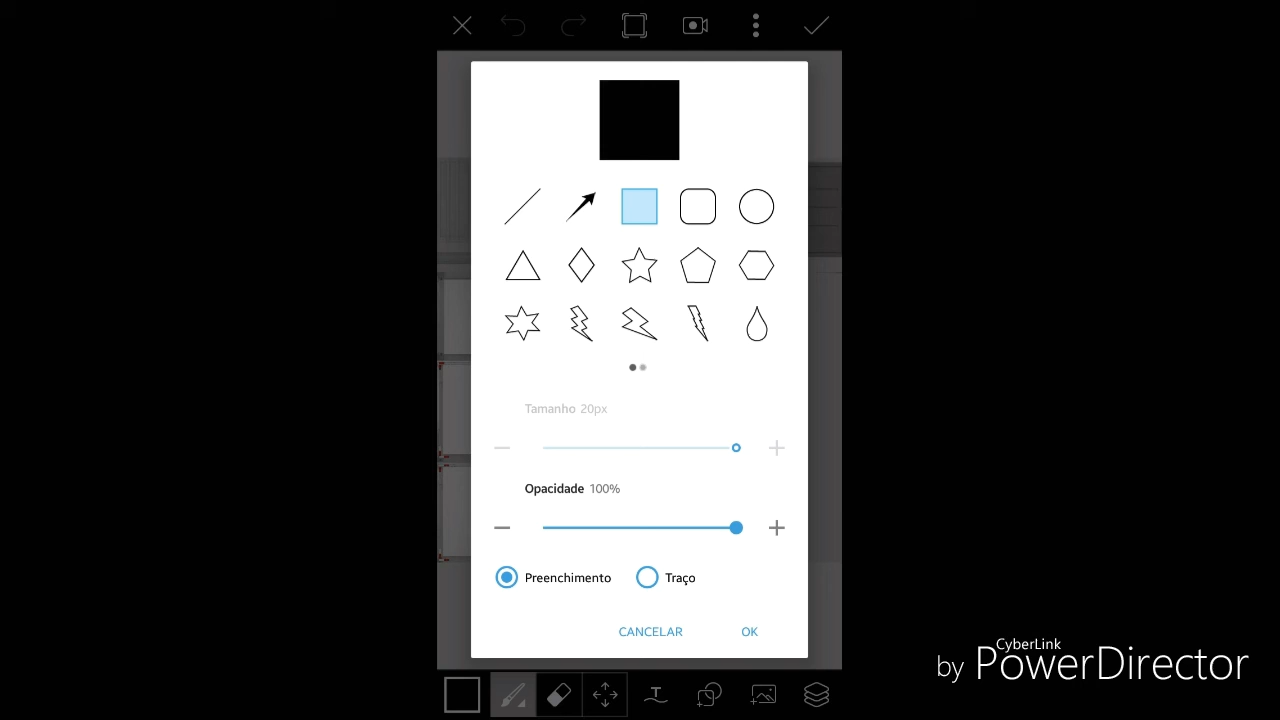 Tamanho 20px
Opacidade 100%
Preenchimento
Traço
CANCELAR
OK
CyberLink
by PowerDirector
T